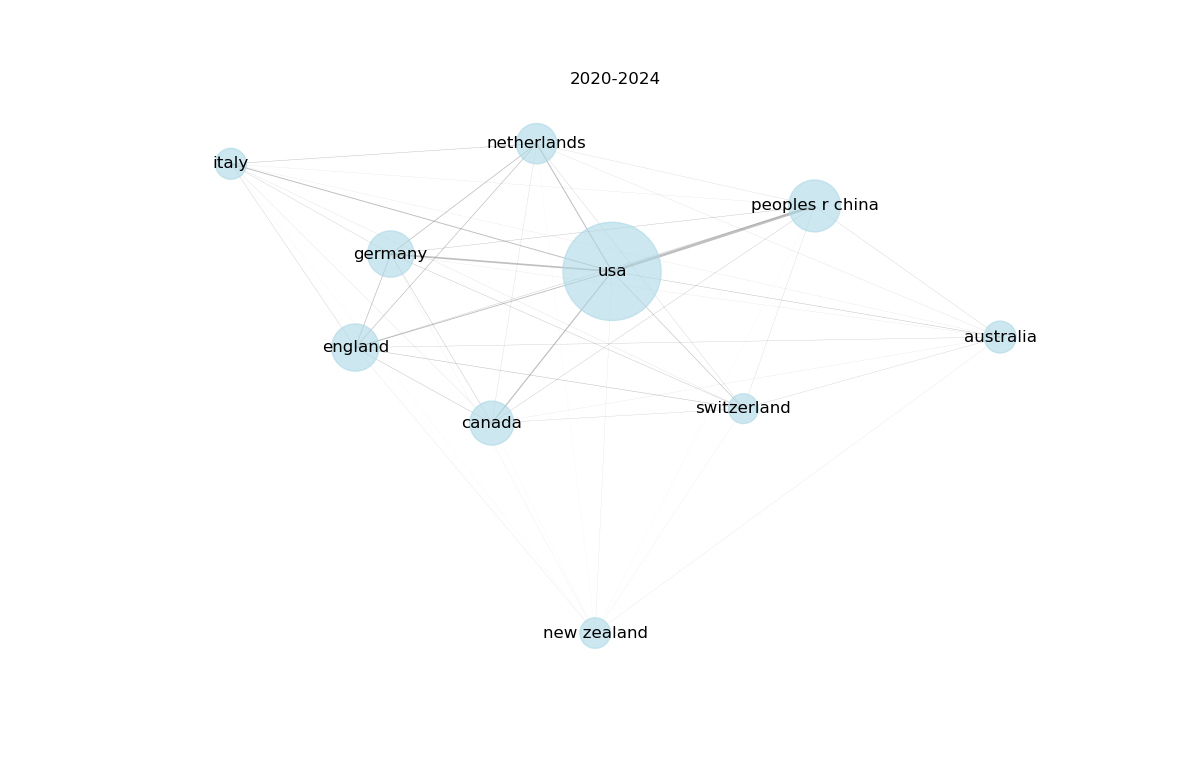 2020-2024
netherlands
italy
peoples r china
germany
usa
australia
england
switzerland
canada
new zealand